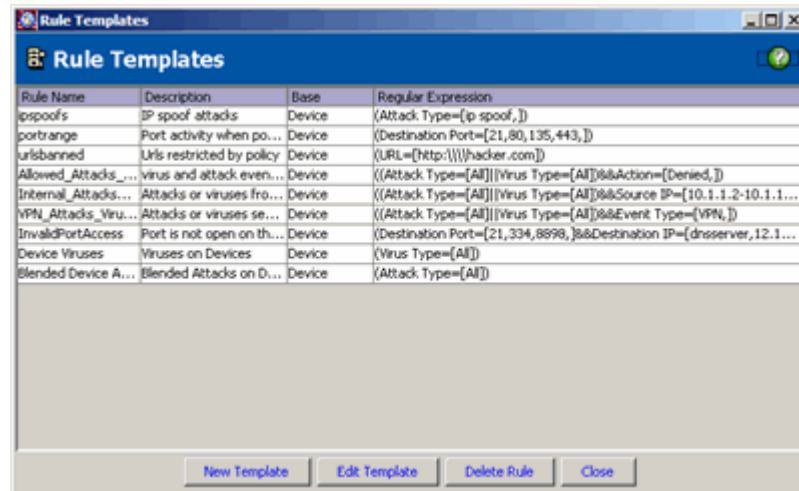 Rule Templates
Rule Templates
Rule Name Description Base Regular Expression
ipspoofs IP spoof attacks Device (Attack Type=[ip spoof,])
portrange Port activity when po... Device (Destination Port=[21,80,135,443,])
urlsbanned Urls restricted by policy Device (URL=[http:\\\\hacker.com])
Allowed_Attacks_... virus and attack even... Device ((Attack Type=[All]||Virus Type=[All])&&Action=[Denied,])
Internal_Attacks... Attacks or viruses fro... Device ((Attack Type=[All]||Virus Type=[All])&&Source IP=[10.1.1.2-10.1.1...
VPN_Attacks_Viru... Attacks or viruses se... Device ((Attack Type=[All]||Virus Type=[All])&&Event Type=[VPN,])
InvalidPortAccess Port is not open on th... Device (Destination Port=[21,334,8898,]&&Destination IP=[dnsserver,12.1...
Device Viruses Viruses on Devices Device (Virus Type=[All])
Blended Device A... Blended Attacks on D... Device (Attack Type=[All])
New Template Edit Template Delete Rule Close